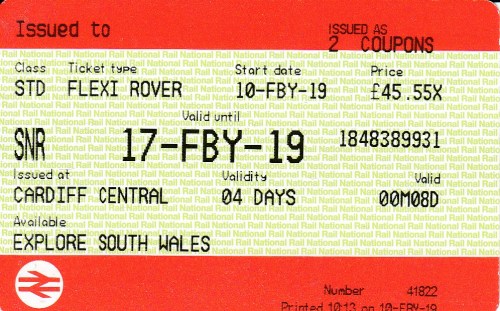 Issued to
ISSUED AS
2 COUPONS
Class Ticket type Start date Price
STD FLEXI ROVER 10-FBY-19 £45.55X
Valid until
SNR 17-FBY-19 1848389931
Issued at Validity Valid
CARDIFF CENTRAL 04 DAYS 00M08D
Available
EXPLORE SOUTH WALES
Number 41822
Printed 10:13 on 10-FBY-19